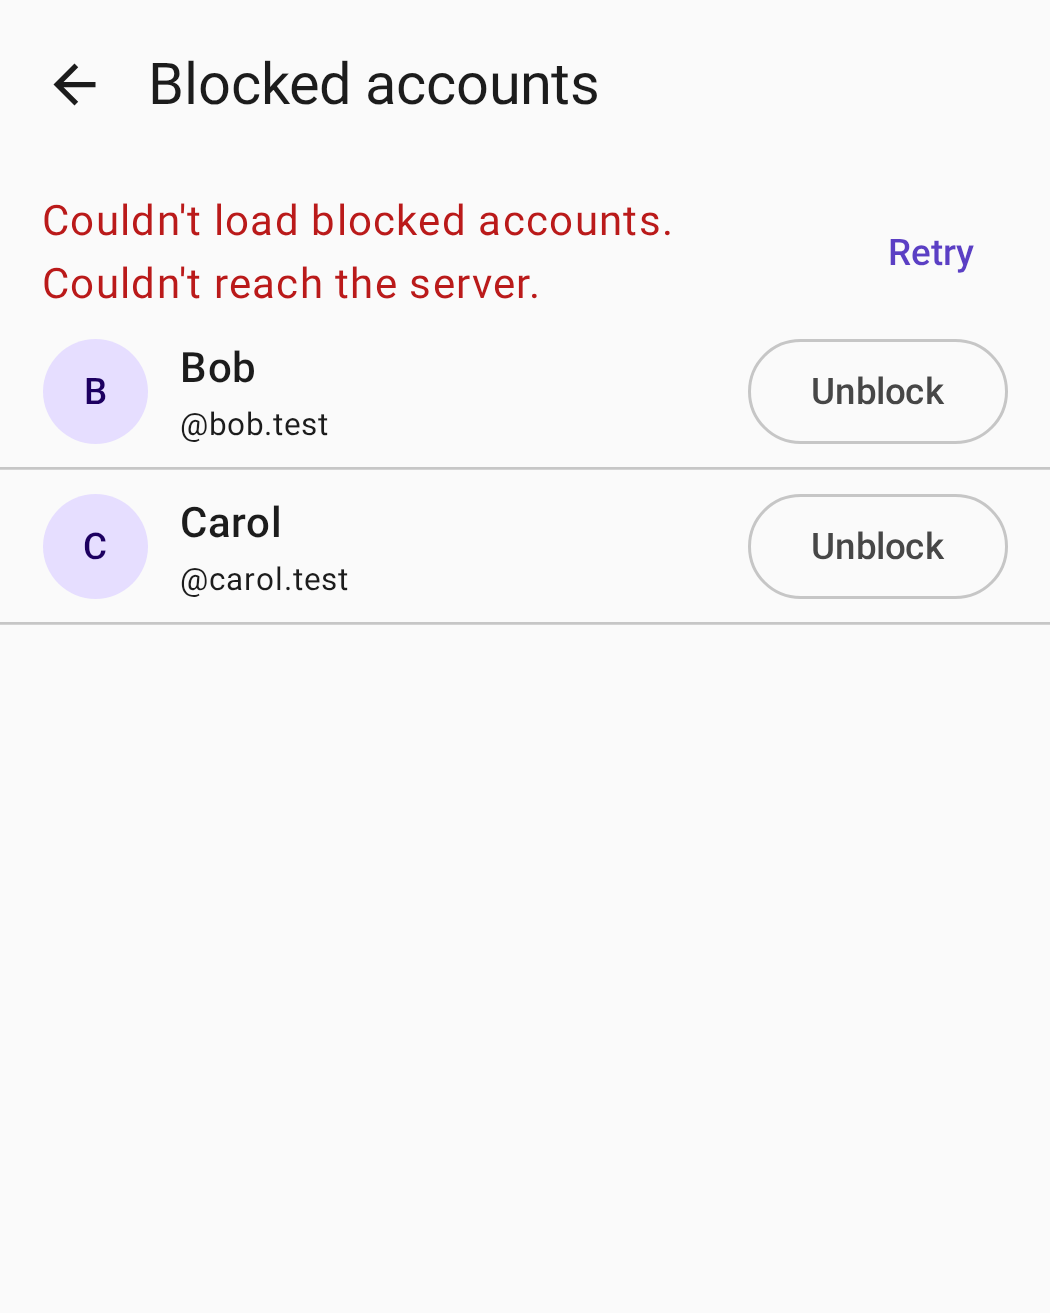 Blocked accounts
Couldn't load blocked accounts.
Couldn't reach the server.
Retry
B
Bob
@bob.test
Unblock
C
Carol
@carol.test
Unblock